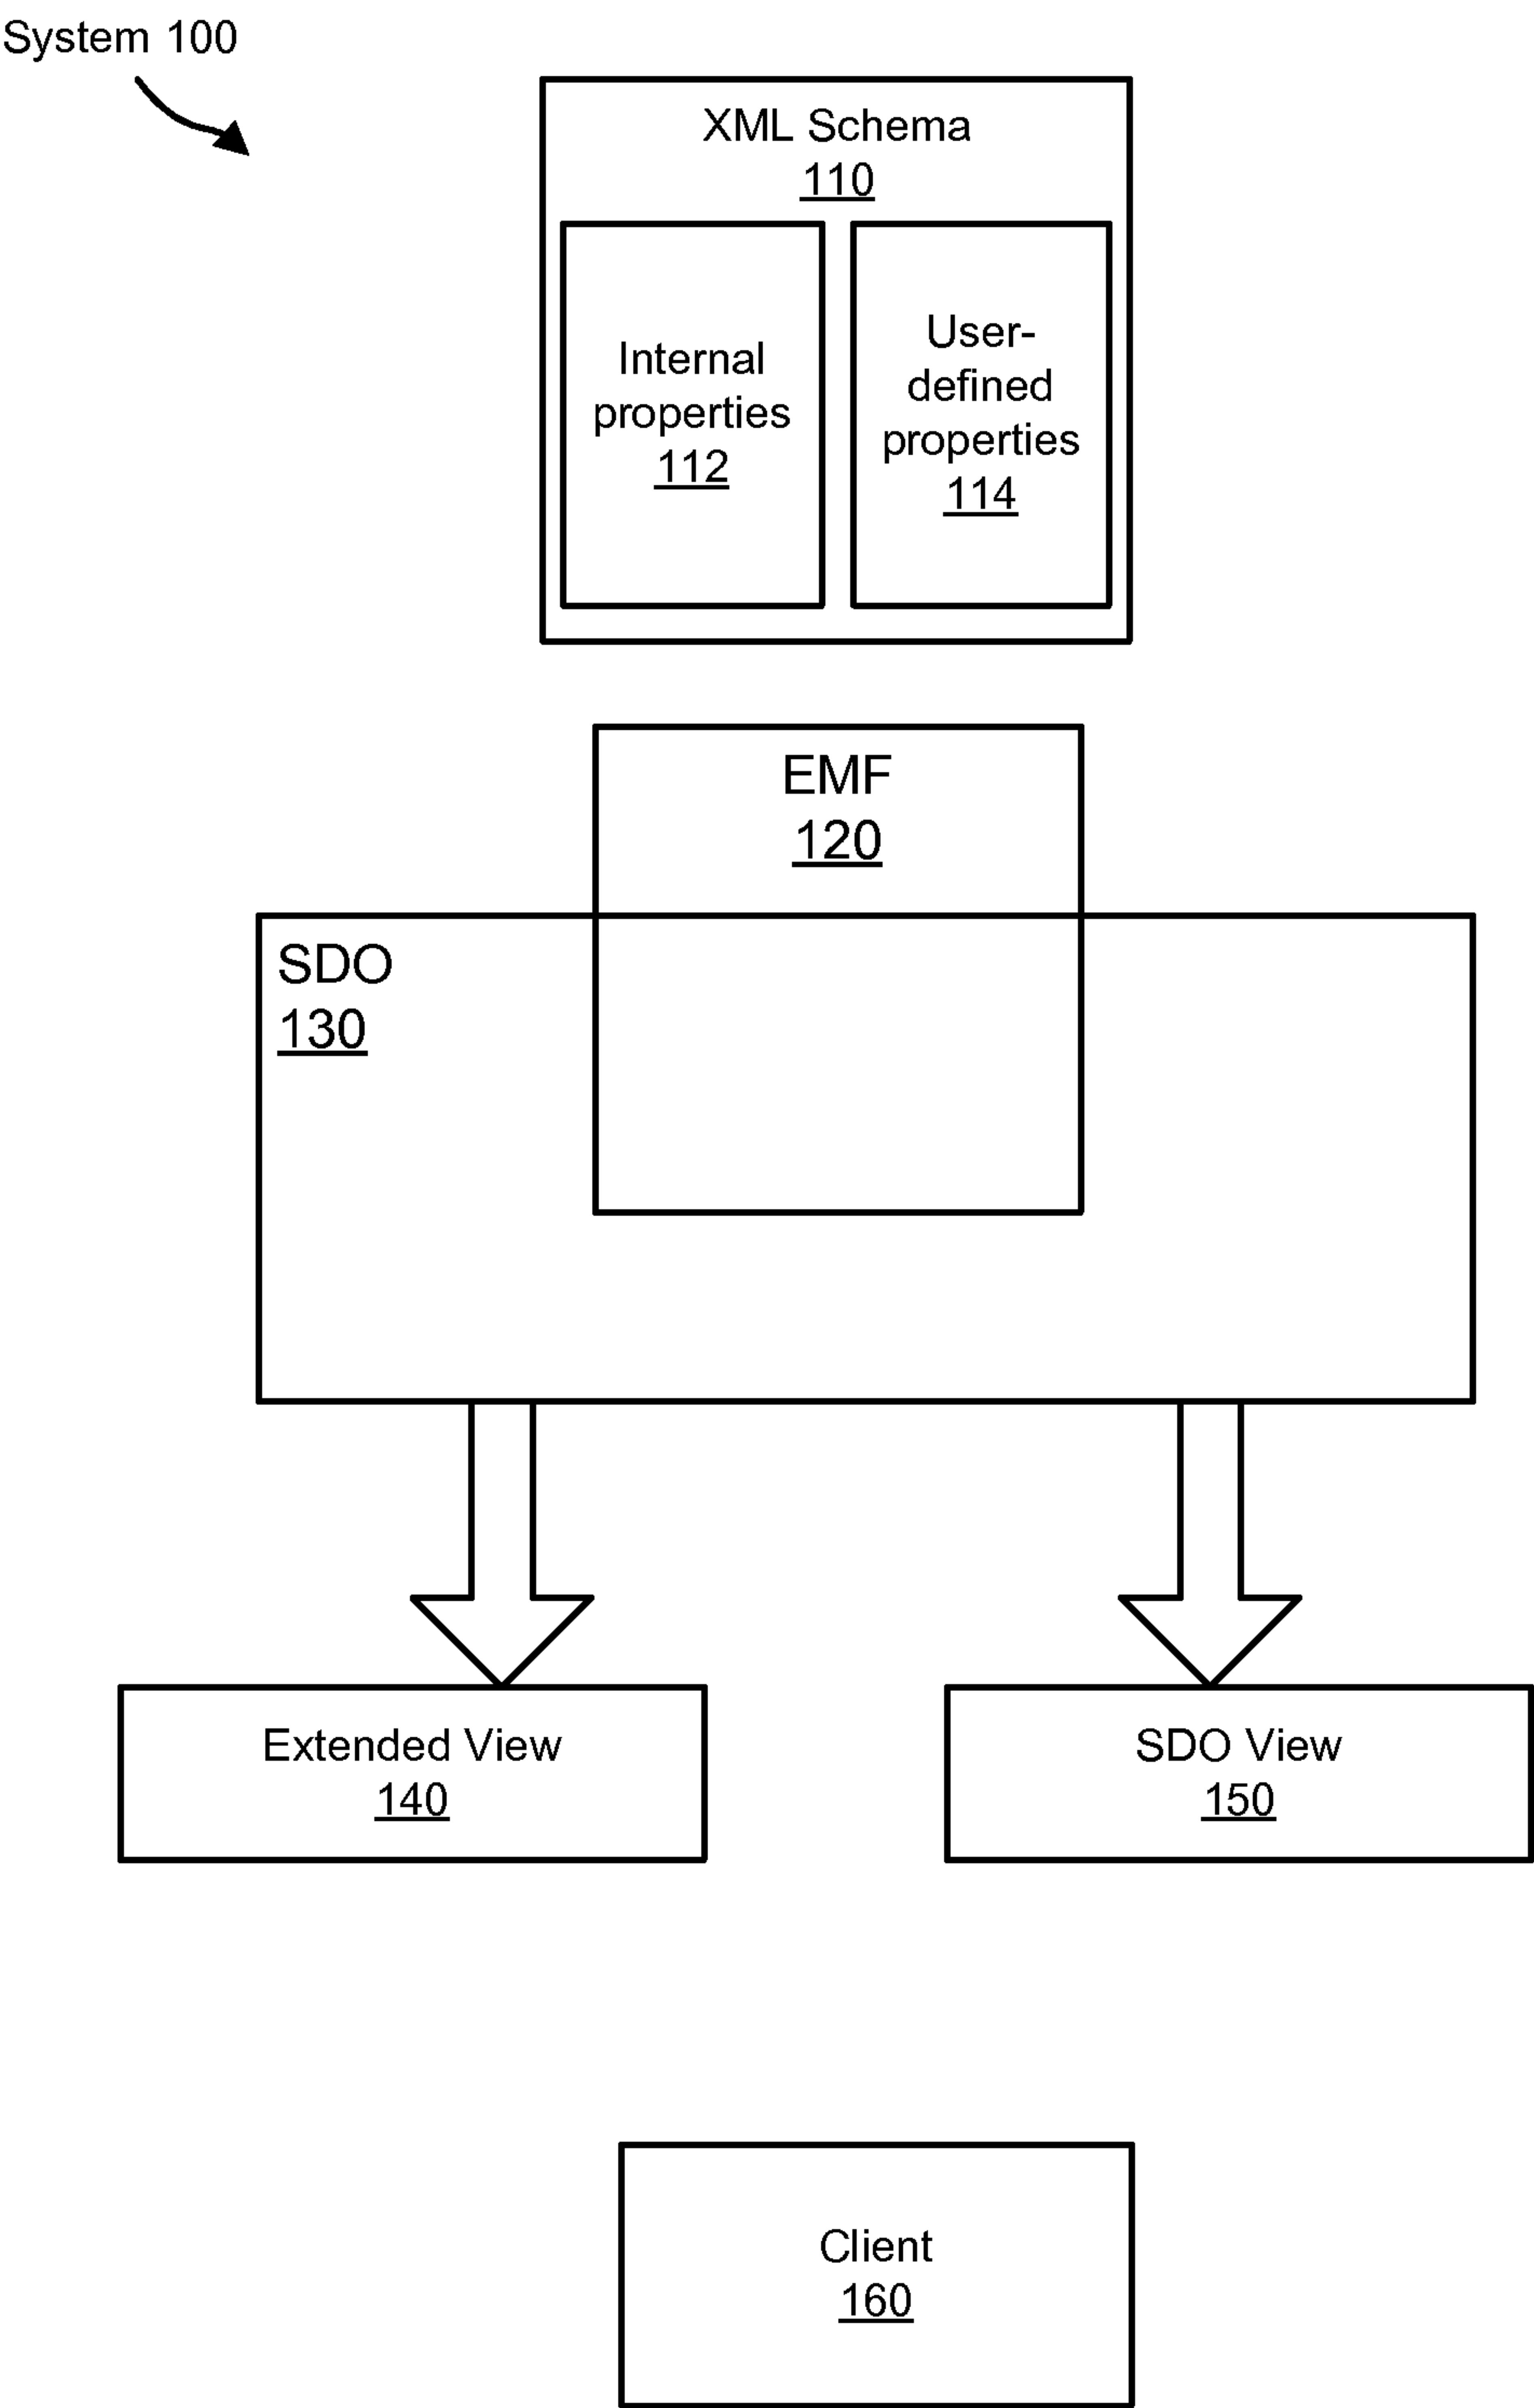 System 100
XML Schema
110
Internal
properties
112
User-
defined
properties
114
EMF
120
SDO
130
Extended View
140
SDO View
150
Client
160